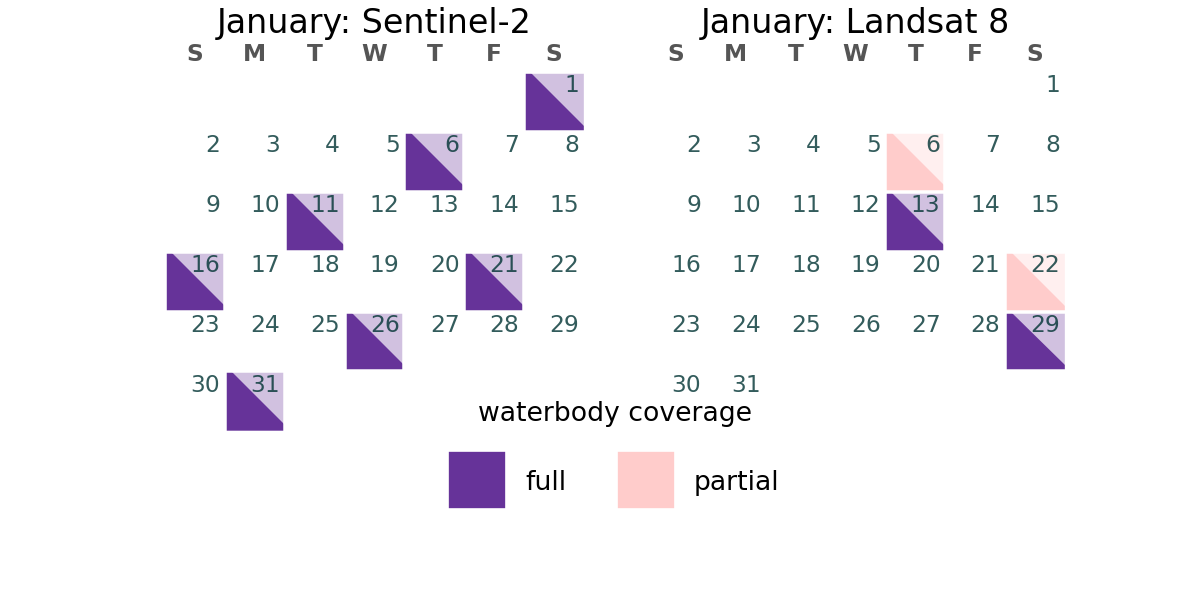 January: Sentinel-2
S M T W T F S
1
2 3 4 5 6 7 8
9 10 11 12 13 14 15
16 17 18 19 20 21 22
23 24 25 26 27 28 29
30 31
January: Landsat 8
S M T W T F S
1
2 3 4 5 6 7 8
9 10 11 12 13 14 15
16 17 18 19 20 21 22
23 24 25 26 27 28 29
30 31
waterbody coverage
full partial